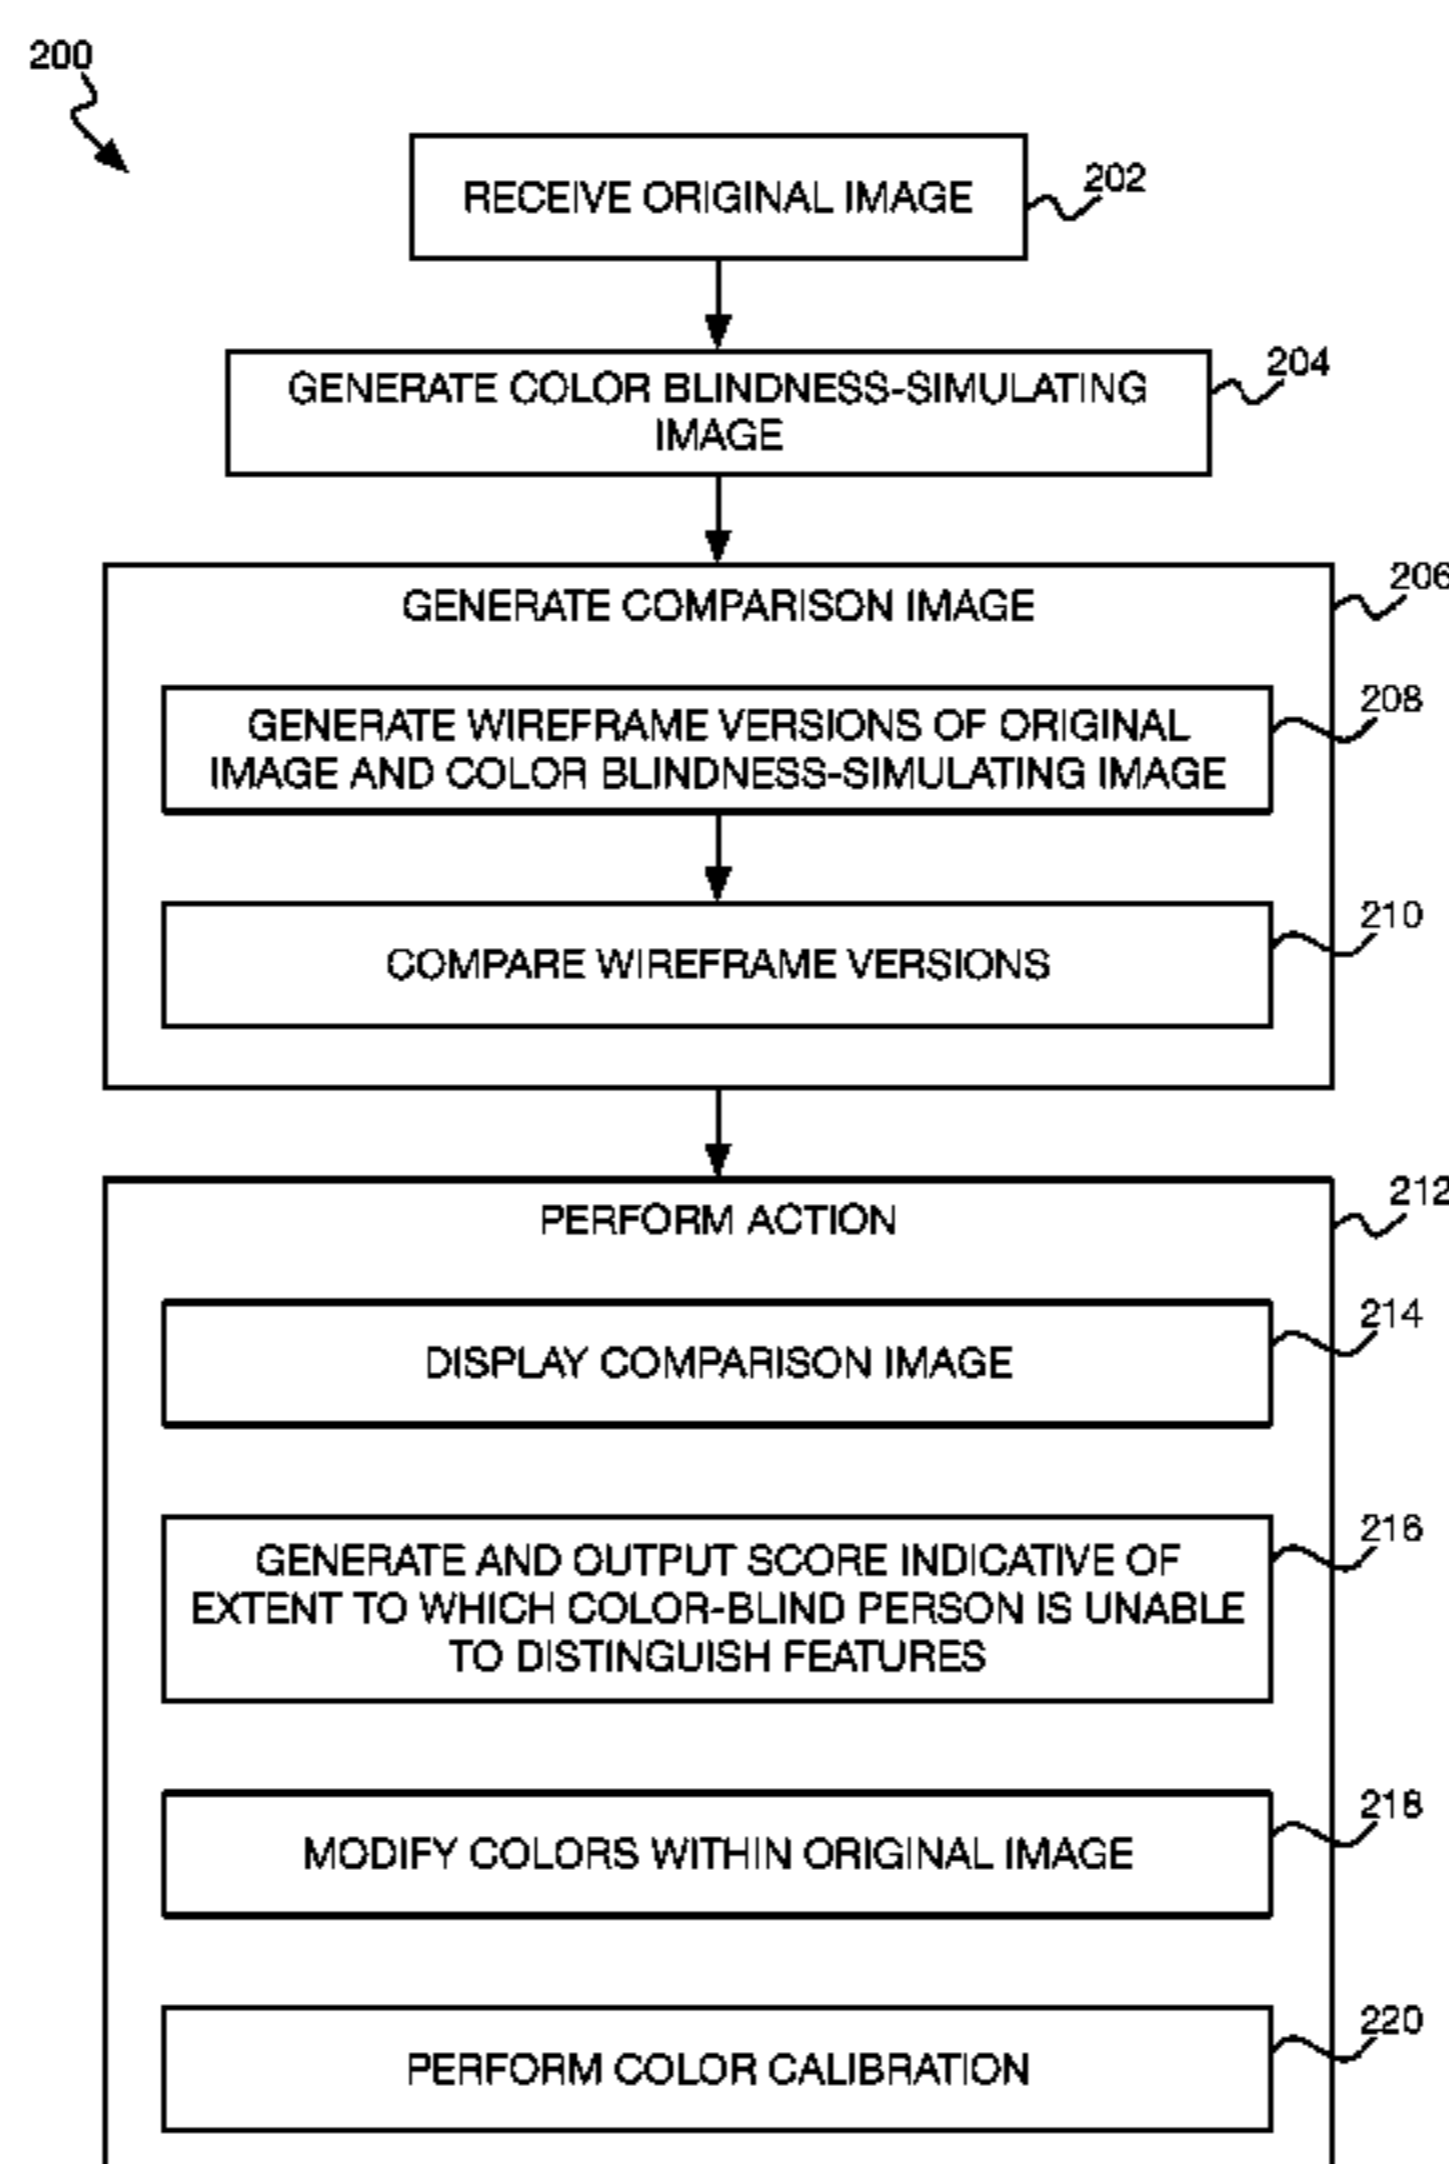 200
RECEIVE ORIGINAL IMAGE
202
GENERATE COLOR BLINDNESS-SIMULATING
IMAGE
204
GENERATE COMPARISON IMAGE
206
GENERATE WIREFRAME VERSIONS OF ORIGINAL
IMAGE AND COLOR BLINDNESS-SIMULATING IMAGE
208
COMPARE WIREFRAME VERSIONS
210
PERFORM ACTION
212
DISPLAY COMPARISON IMAGE
214
GENERATE AND OUTPUT SCORE INDICATIVE OF
EXTENT TO WHICH COLOR-BLIND PERSON IS UNABLE
TO DISTINGUISH FEATURES
216
MODIFY COLORS WITHIN ORIGINAL IMAGE
218
PERFORM COLOR CALIBRATION
220